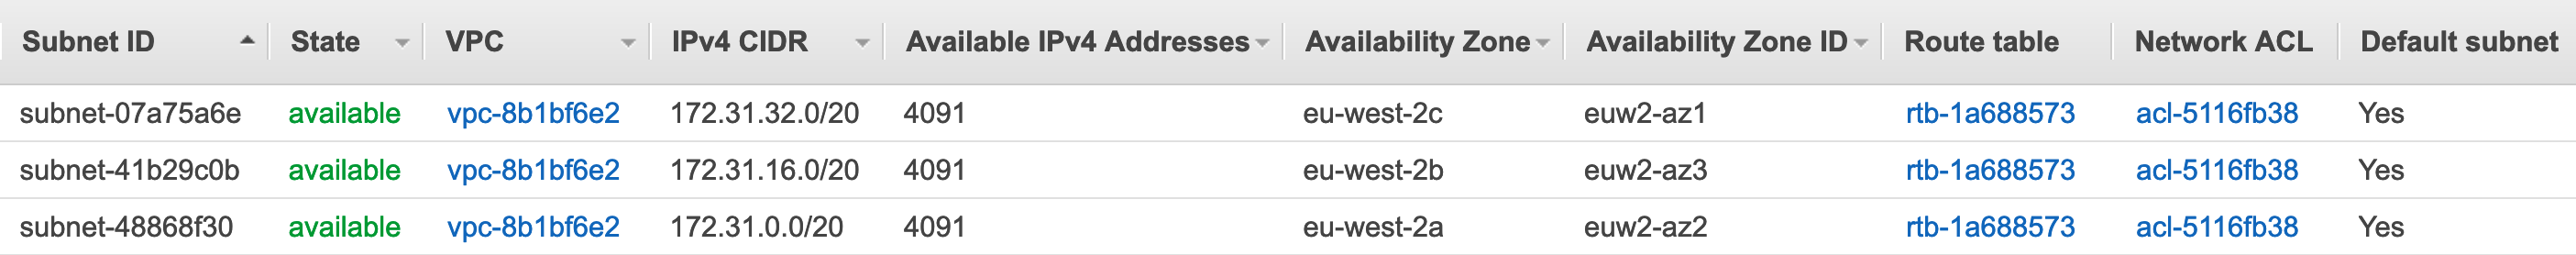 Subnet ID State VPC IPv4 CIDR Available IPv4 Addresses Availability Zone Availability Zone ID Route table Network ACL Default subnet
subnet-07a75a6e available vpc-8b1bf6e2 172.31.32.0/20 4091 eu-west-2c euw2-az1 rtb-1a688573 acl-5116fb38 Yes
subnet-41b29c0b available vpc-8b1bf6e2 172.31.16.0/20 4091 eu-west-2b euw2-az3 rtb-1a688573 acl-5116fb38 Yes
subnet-48868f30 available vpc-8b1bf6e2 172.31.0.0/20 4091 eu-west-2a euw2-az2 rtb-1a688573 acl-5116fb38 Yes